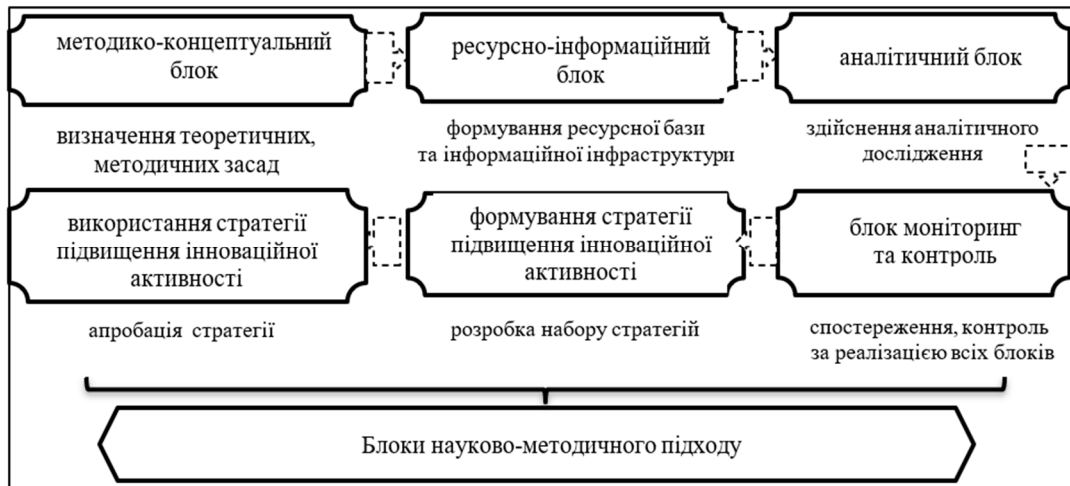 методико-концептуальний
блок
ресурсно-інформаційний
блок
аналітичний блок
визначення теоретичних,
методичних засад
формування ресурсної бази
та інформаційної інфраструктури
здійснення аналітичного
дослідження
використання стратегії
підвищення інноваційної
активності
формування стратегії
підвищення інноваційної
активності
блок моніторинг
та контроль
апробація стратегії
розробка набору стратегій
спостереження, контроль
за реалізацією всіх блоків
Блоки науково-методичного підходу